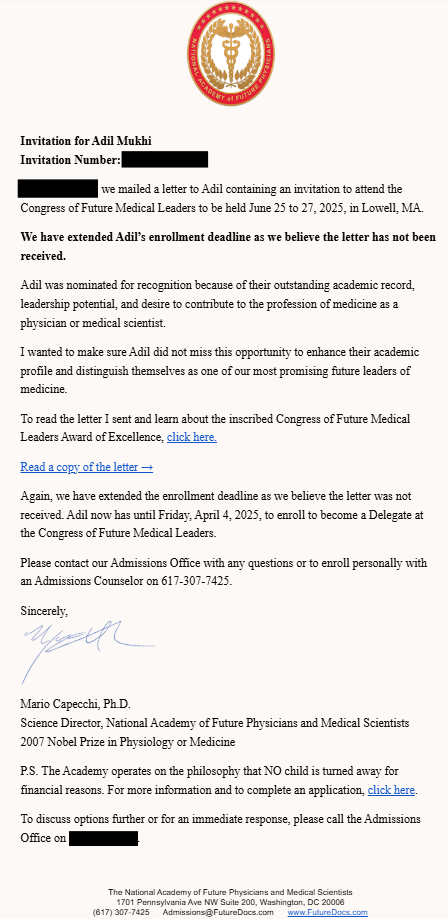 NATIONAL ACADEMY of FUTURE PHYSICIANS
Invitation for Adil Mukhi
Invitation Number:
we mailed a letter to Adil containing an invitation to attend the
Congress of Future Medical Leaders to be held June 25 to 27, 2025, in Lowell, MA.
We have extended Adil's enrollment deadline as we believe the letter has not been
received.
Adil was nominated for recognition because of their outstanding academic record,
leadership potential, and desire to contribute to the profession of medicine as a
physician or medical scientist.
I wanted to make sure Adil did not miss this opportunity to enhance their academic
profile and distinguish themselves as one of our most promising future leaders of
medicine.
To read the letter I sent and learn about the inscribed Congress of Future Medical
Leaders Award of Excellence, click here.
Read a copy of the letter →
Again, we have extended the enrollment deadline as we believe the letter was not
received. Adil now has until Friday, April 4, 2025, to enroll to become a Delegate at
the Congress of Future Medical Leaders.
Please contact our Admissions Office with any questions or to enroll personally with
an Admissions Counselor on 617-307-7425.
Sincerely,
Mario Capecchi, Ph.D.
Science Director, National Academy of Future Physicians and Medical Scientists
2007 Nobel Prize in Physiology or Medicine
P.S. The Academy operates on the philosophy that NO child is turned away for
financial reasons. For more information and to complete an application, click here.
To discuss options further or for an immediate response, please call the Admissions
Office on .
The National Academy of Future Physicians and Medical Scientists
1701 Pennsylvania Ave NW Suite 200, Washington, DC 20006
(617) 307-7425 Admissions@FutureDocs.com www.FutureDocs.com